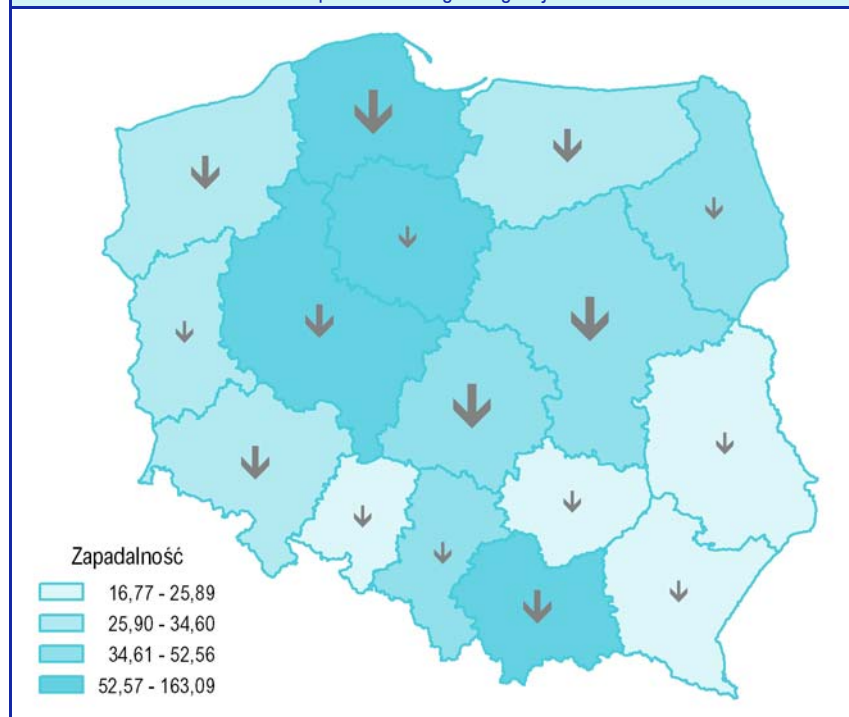 Zapadalność
16,77 - 25,89
25,90 - 34,60
34,61 - 52,56
52,57 - 163,09